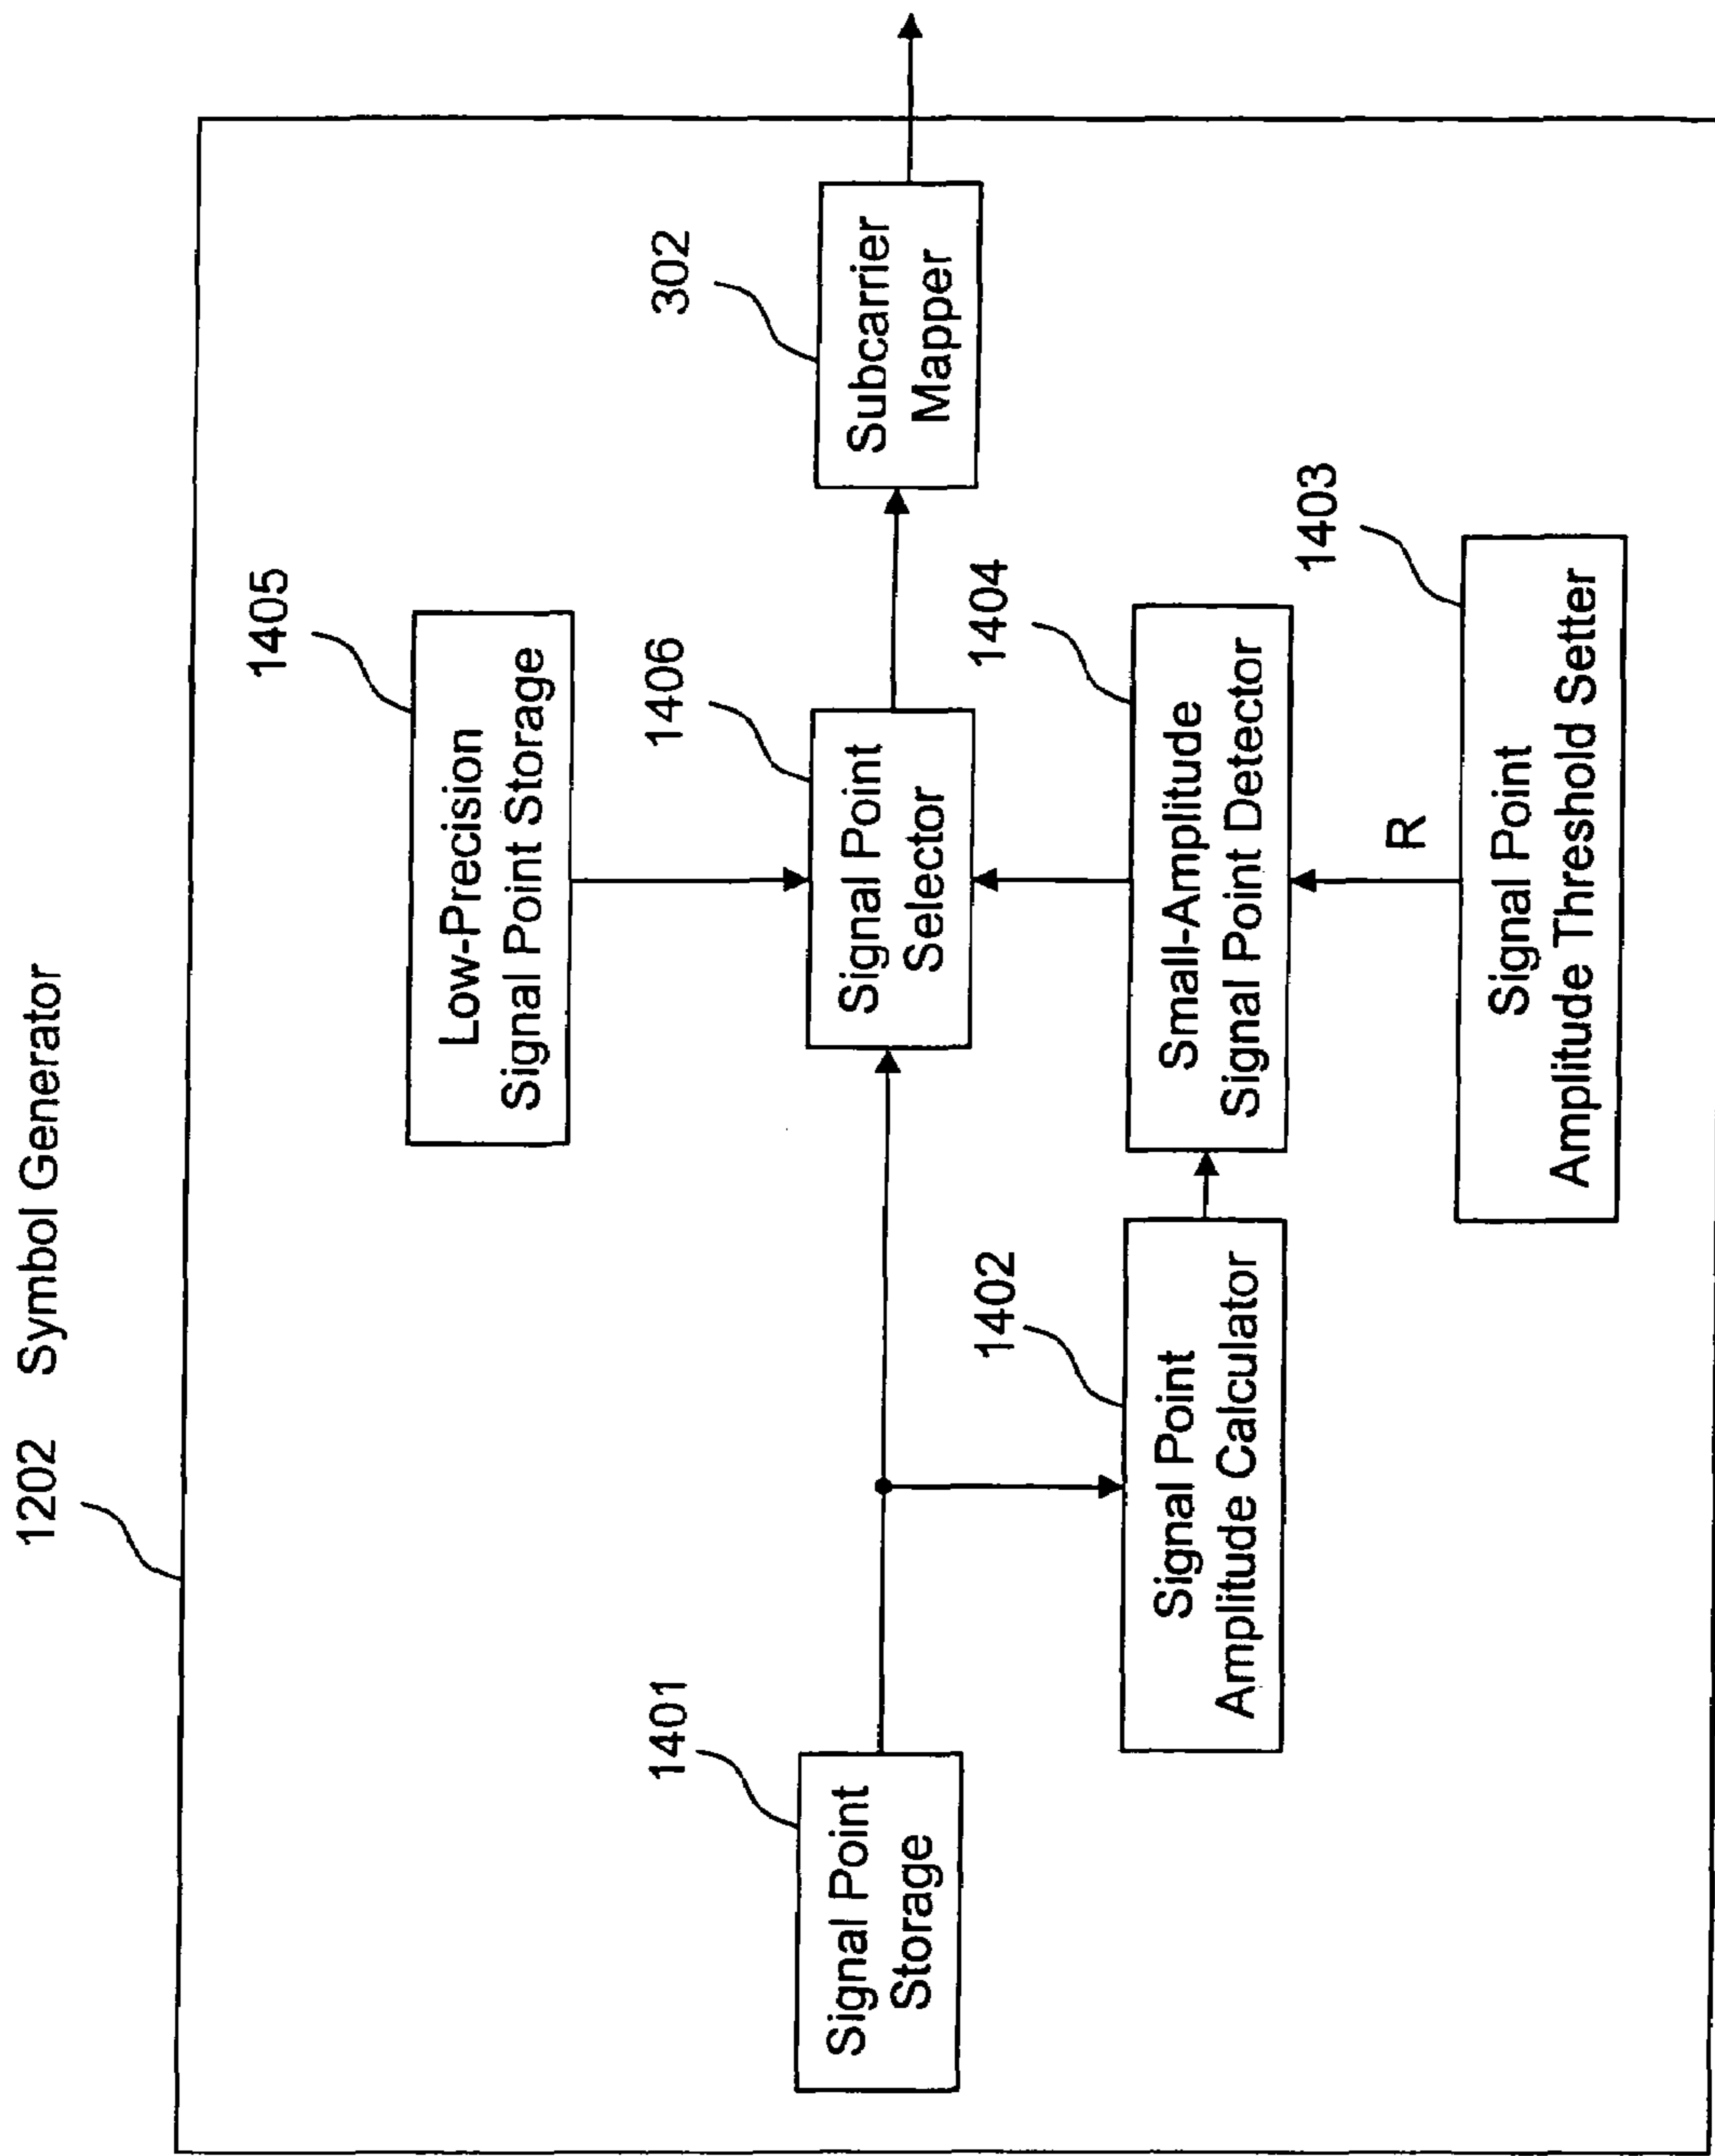 1202 Symbol Generator
1405
Low-Precision
Signal Point Storage
1401
Signal Point
Storage
1406
Signal Point
Selector
302
Subcarrier
Mapper
1402
Signal Point
Amplitude Calculator
1404
Small-Amplitude
Signal Point Detector
R
1403
Signal Point
Amplitude Threshold Setter